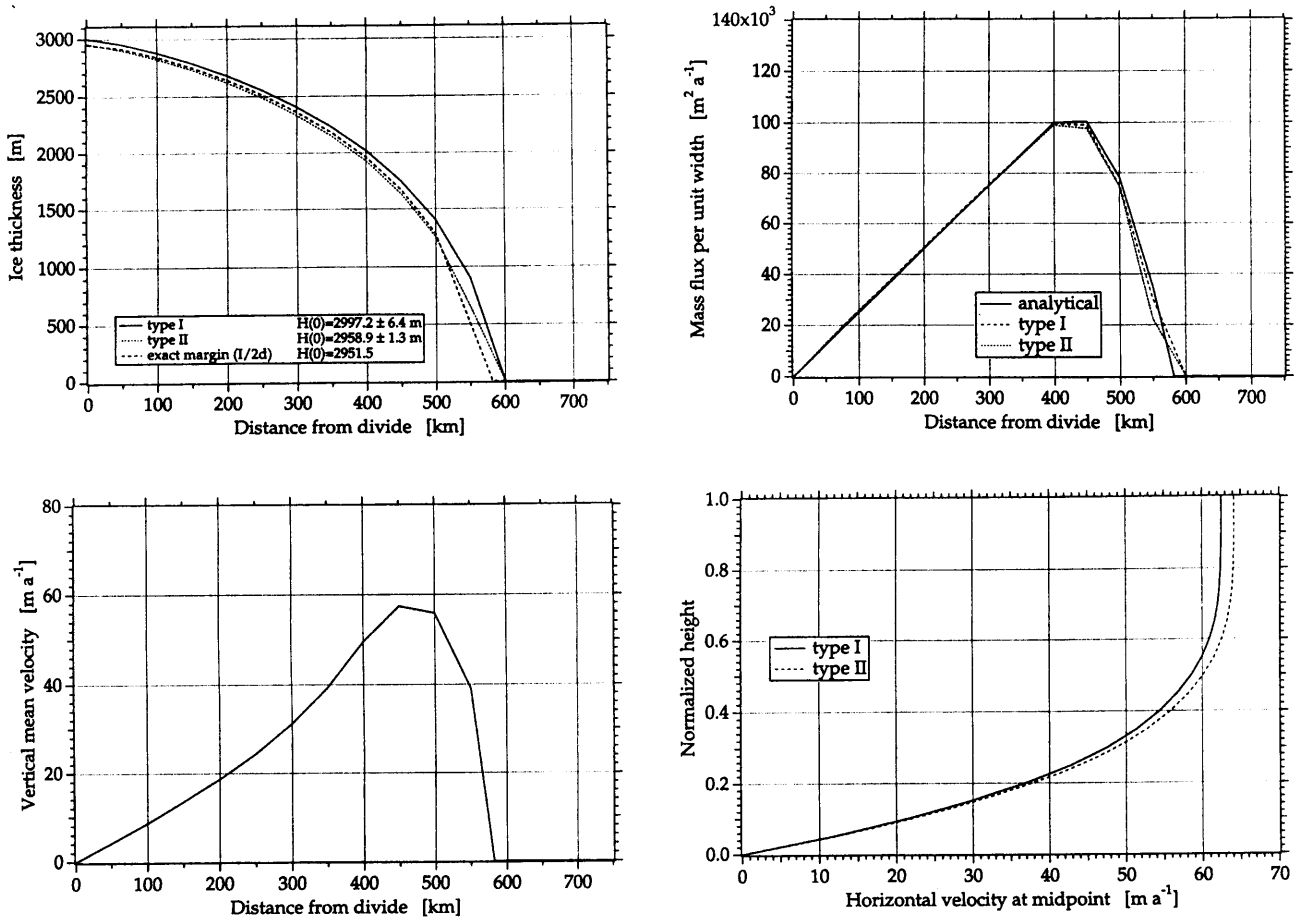 3000
2500
2000
1500
1000
500
0
Ice thickness [m]
type I H(0)=2997.2 ± 6.4 m
type II H(0)=2958.9 ± 1.3 m
exact margin (I/2d) H(0)=2951.5
0 100 200 300 400 500 600 700
Distance from divide [km]
140x10³
120
100
80
60
40
20
0
Mass flux per unit width [m² a⁻¹]
analytical
type I
type II
0 100 200 300 400 500 600 700
Distance from divide [km]
80
60
40
20
0
Vertical mean velocity [m a⁻¹]
0 100 200 300 400 500 600 700
Distance from divide [km]
1.0
0.8
0.6
0.4
0.2
0.0
Normalized height
type I
type II
0 10 20 30 40 50 60 70
Horizontal velocity at midpoint [m a⁻¹]